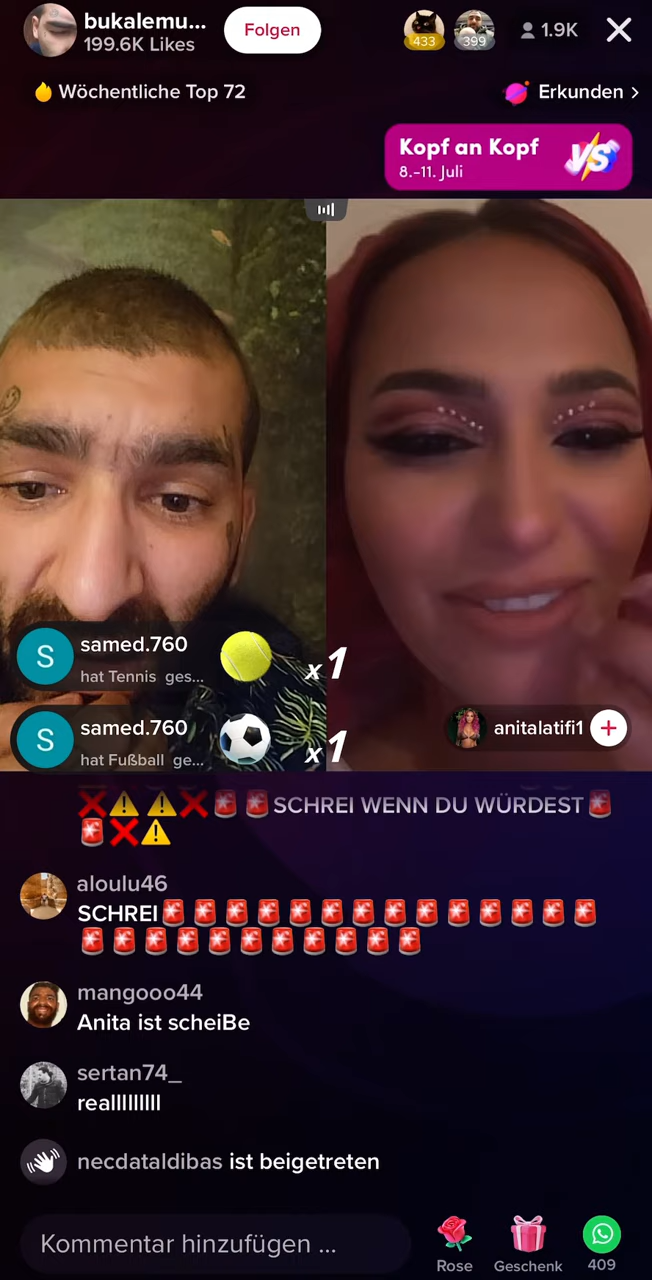 bukalemu...
199.6K Likes
Folgen
433
399
1.9K
Wöchentliche Top 72
Erkunden >
Kopf an Kopf
8.-11. Juli
VS
samed.760
hat Tennis ges...
x1
S
samed.760
hat Fußball ge...
x1
S
anitalatifi1
❌⚠️⚠️❌🚨🚨SCHREI WENN DU WÜRDEST🚨
🚨❌⚠️
aloulu46
SCHREI🚨🚨🚨🚨🚨🚨🚨🚨🚨🚨🚨🚨🚨🚨
🚨🚨🚨🚨🚨🚨🚨🚨🚨🚨🚨
mangooo44
Anita ist scheiBe
sertan74_
realllllllll
necdataldibas ist beigetreten
Kommentar hinzufügen ...
Rose
Geschenk
409